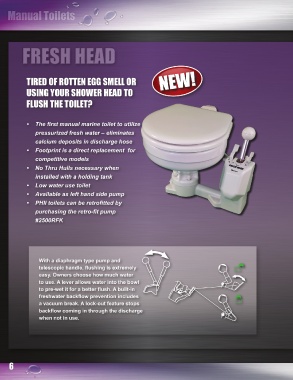 Manual Toilets
FRESH HEAD
TIRED OF ROTTEN EGG SMELL OR
USING YOUR SHOWER HEAD TO
FLUSH THE TOILET?
NEW!
• The first manual marine toilet to utilize
pressurized fresh water – eliminates
calcium deposits in discharge hose
• Footprint is a direct replacement for
competitive models
• No Thru Hulls necessary when
installed with a holding tank
• Low water use toilet
• Available as left hand side pump
• PHII toilets can be retrofitted by
purchasing the retro-fit pump
#2500RFK
With a diaphragm type pump and
telescopic handle, flushing is extremely
easy. Owners choose how much water
to use. A lever allows water into the bowl
to pre-wet it for a better flush. A built-in
freshwater backflow prevention includes
a vacuum break. A lock-out feature stops
backflow coming in through the discharge
when not in use.
6